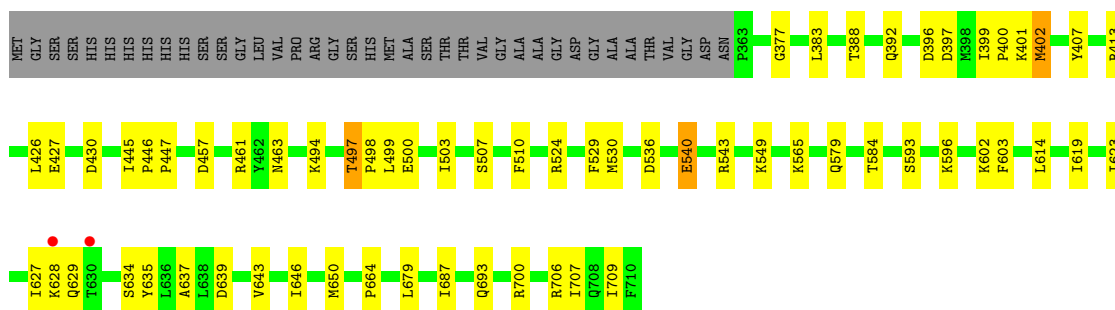 MET GLY SER SER HIS HIS HIS HIS HIS HIS SER SER GLY LEU VAL PRO ARG GLY SER HIS MET ALA SER THR THR VAL GLY ALA ALA GLY ASP GLY ALA ALA THR VAL GLY ASP ASN P363 G377 L383 T388 Q392 D396 D397 M398 I399 P400 K401 M402 Y407 R413
L426 E427 D430 I445 P446 P447 D457 R461 Y462 N463 K494 T497 P498 L499 E500 I503 S507 F510 R524 F529 M530 D536 E540 R543 K549 K565 Q579 T584 S593 K596 K602 F603 L614 I619
I627 K628 Q629 T630 S634 Y635 L636 A637 L638 D639 V643 I646 M650 P664 L679 I687 Q693 R700 R706 I707 Q708 I709 F710